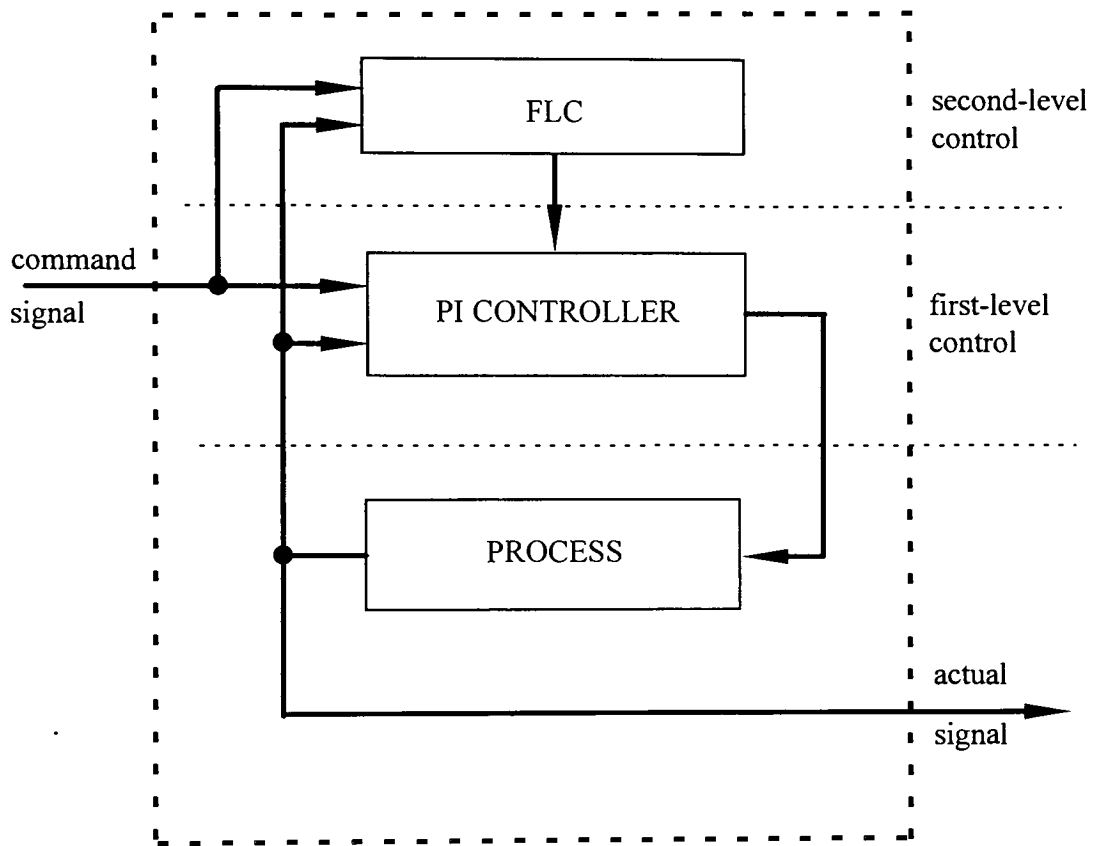 FLC
second-level
control
command
signal
PI CONTROLLER
first-level
control
PROCESS
actual
signal